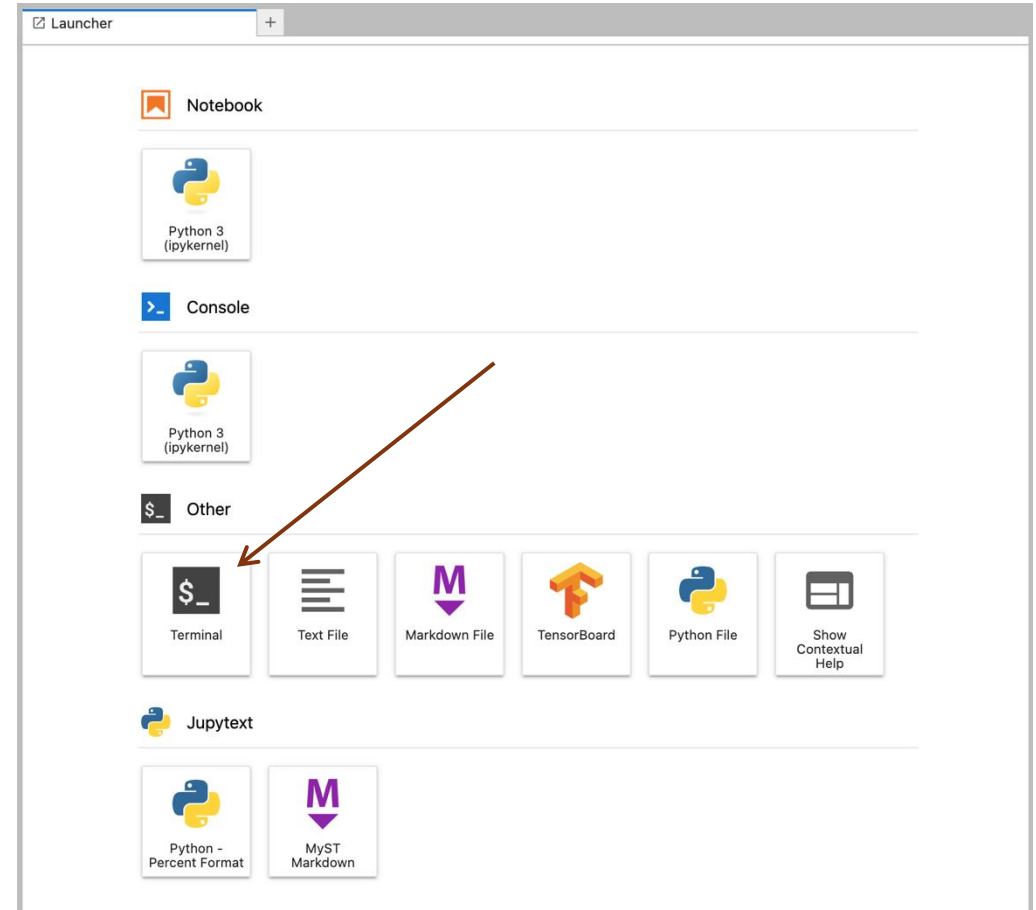 Launcher
+
Notebook
Python 3
(ipykernel)
>_ Console
Python 3
(ipykernel)
$_ Other
$_
Terminal
Text File
M
Markdown File
TensorBoard
Python File
Show
Contextual
Help
Jupytext
Python -
Percent Format
M
MyST
Markdown